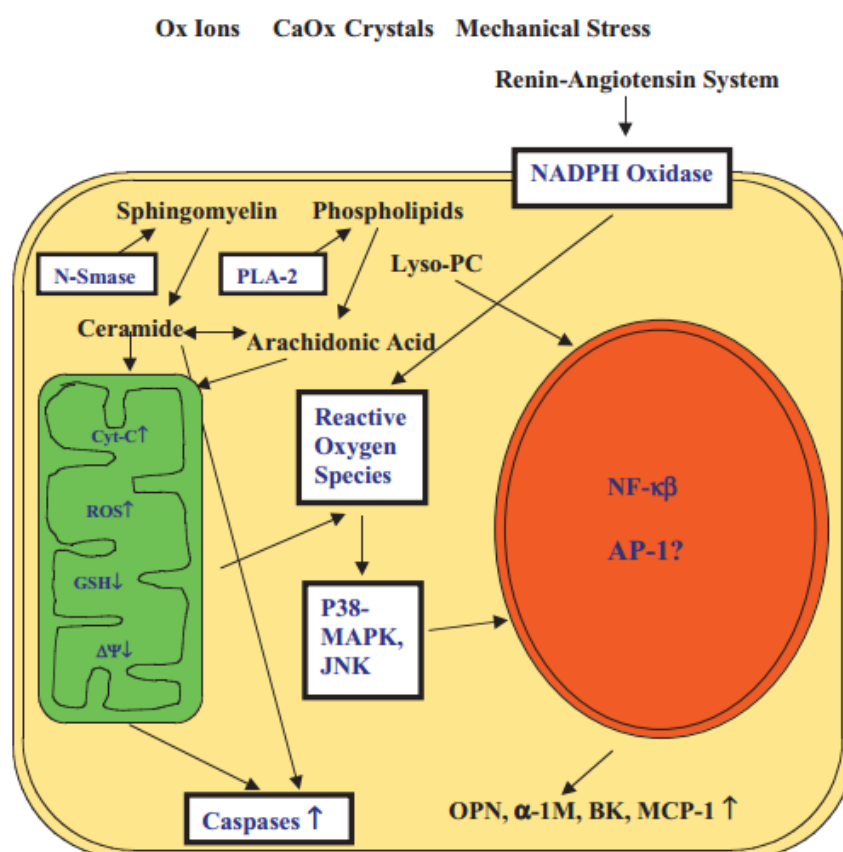 Ox Ions CaOx Crystals Mechanical Stress
Renin-Angiotensin System
NADPH Oxidase
Sphingomyelin
Phospholipids
N-Smase
PLA-2
Lyso-PC
Ceramide
Arachidonic Acid
Cyt-C↑
ROS↑
GSH↓
ΔΨ↓
Reactive
Oxygen
Species
P38-
MAPK,
JNK
NF-κβ
AP-1?
Caspases ↑
OPN, α-1M, BK, MCP-1 ↑